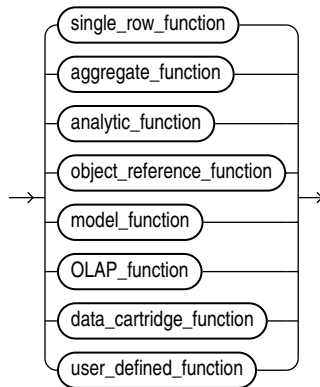 single_row_function
aggregate_function
analytic_function
object_reference_function
model_function
OLAP_function
data_cartridge_function
user_defined_function